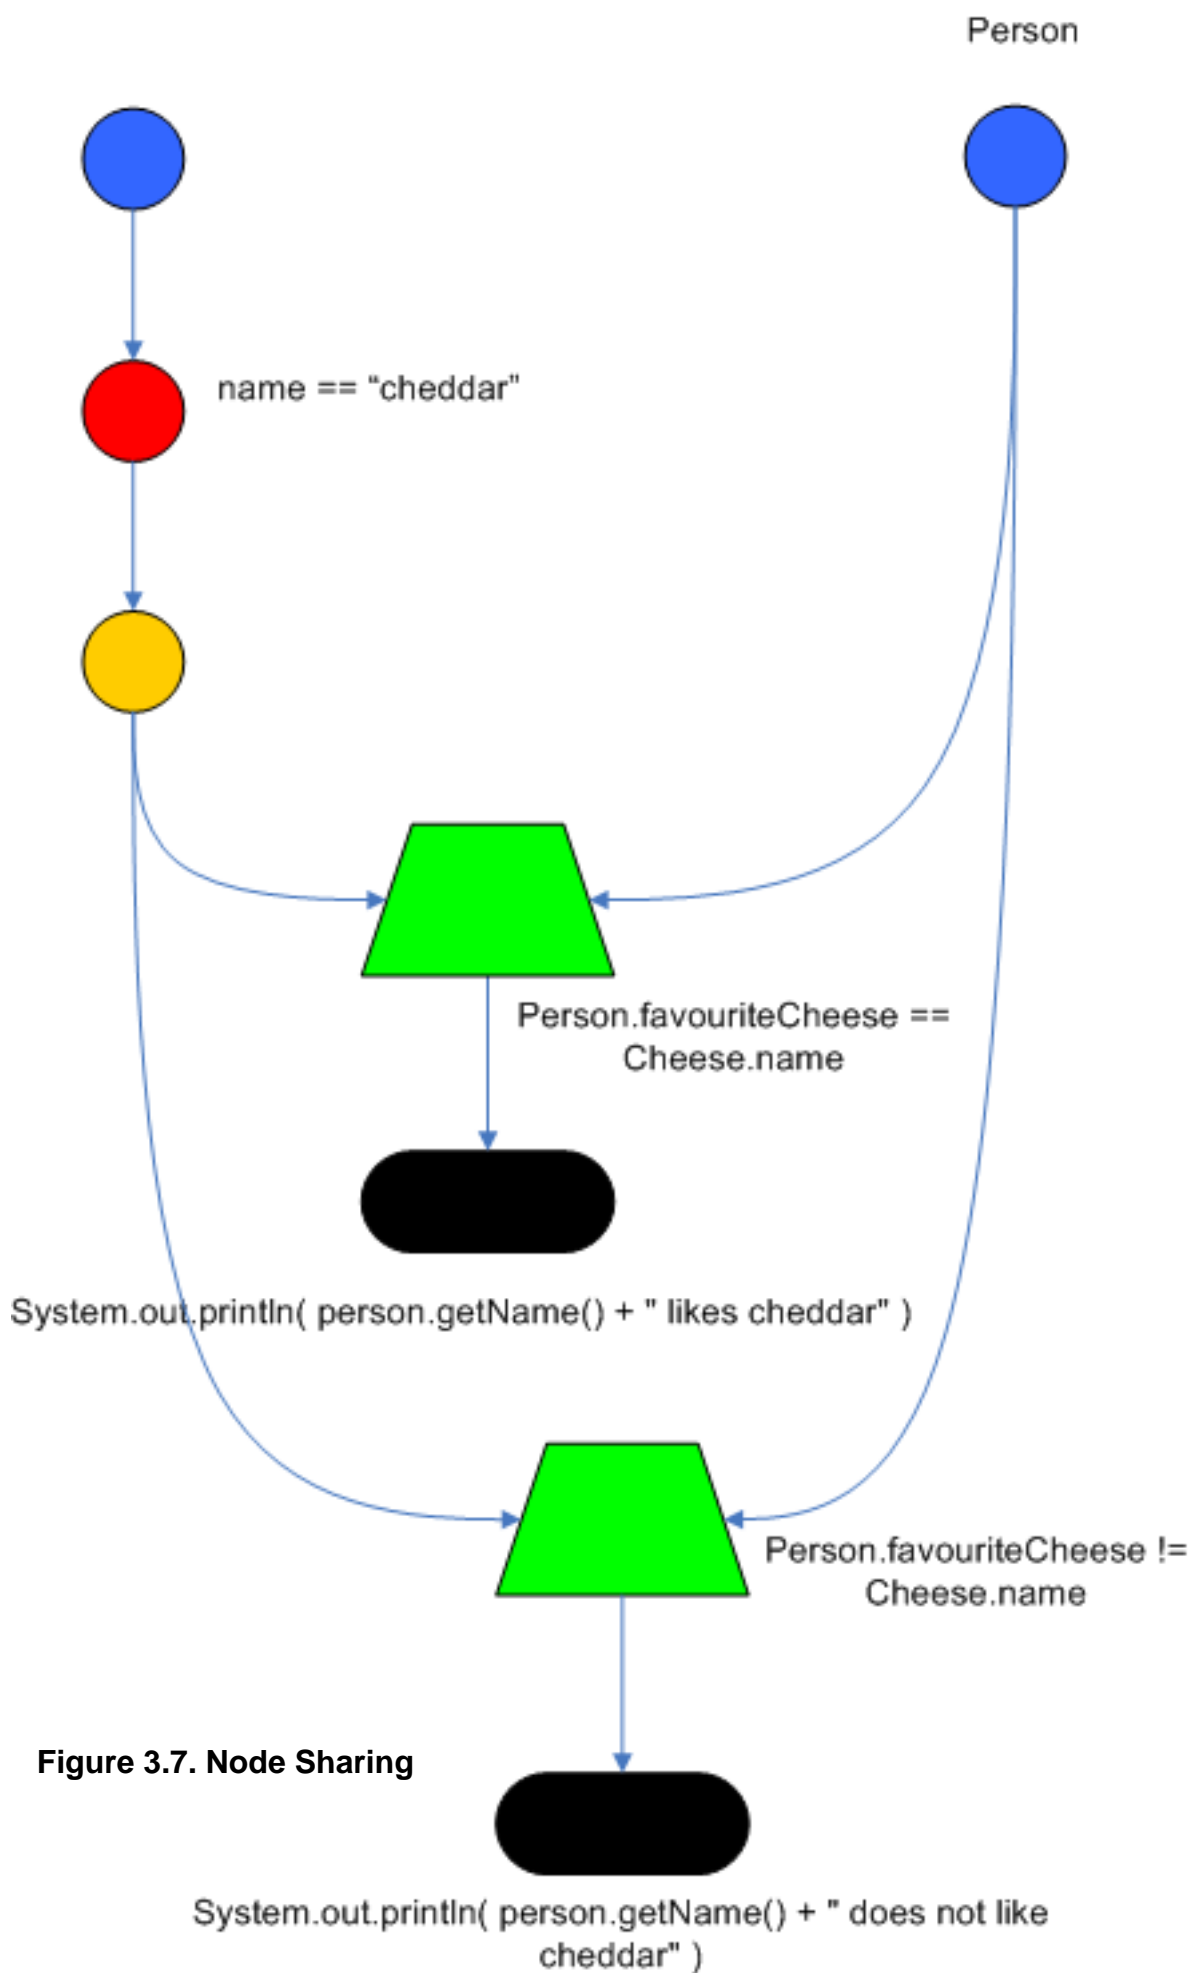 Person
name == “cheddar”
Person.favouriteCheese ==
Cheese.name
System.out.println( person.getName() + " likes cheddar" )
Person.favouriteCheese !=
Cheese.name
Figure 3.7. Node Sharing
System.out.println( person.getName() + " does not like
cheddar" )